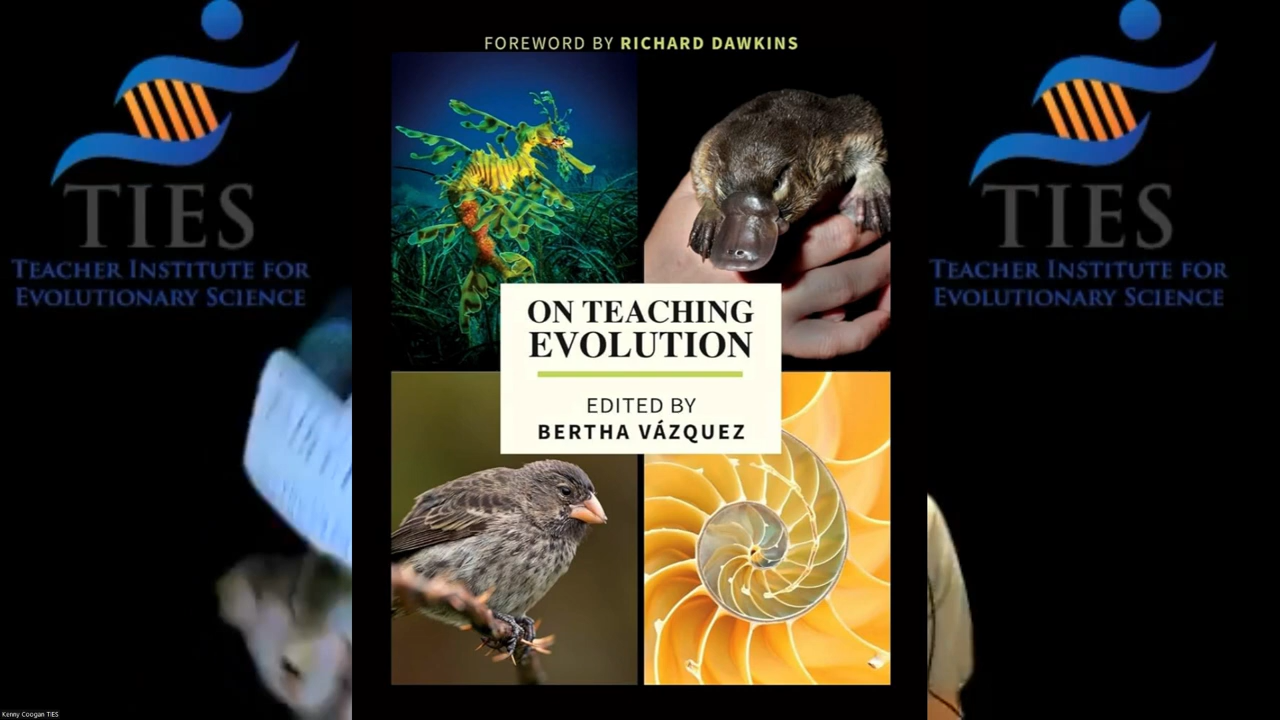 FOREWORD BY RICHARD DAWKINS
TIES
TEACHER INSTITUTE FOR
EVOLUTIONARY SCIENCE
ON TEACHING
EVOLUTION
EDITED BY
BERTHA VÁZQUEZ
TIES
TEACHER INSTITUTE FOR
EVOLUTIONARY SCIENCE
Kenny Coogan TIES